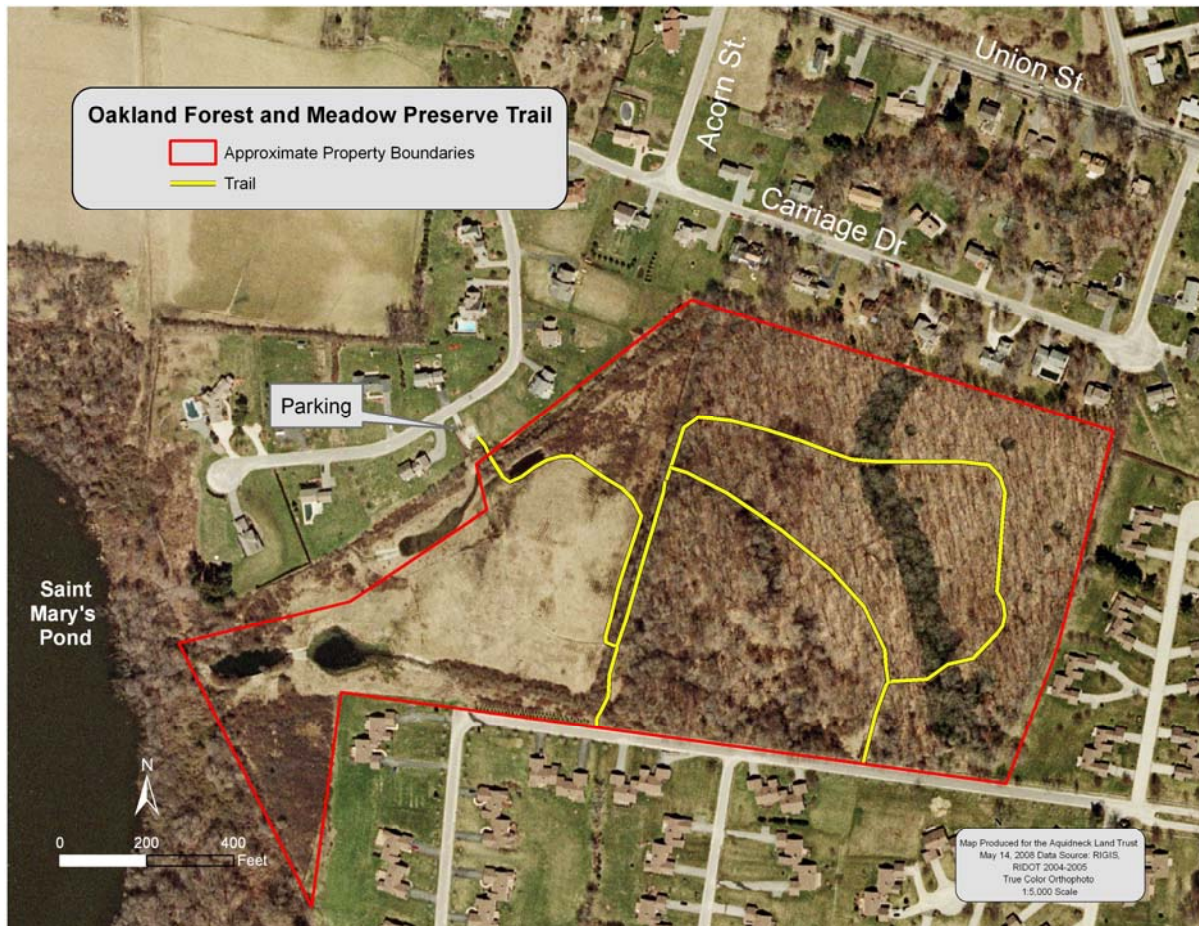 Oakland Forest and Meadow Preserve Trail
Approximate Property Boundaries
Trail
Union St
Acorn St.
Carriage Dr
Parking
Saint
Mary's
Pond
N
0 200 400
Feet
Map Produced for the Aquidneck Land Trust
May 14, 2008 Data Source: RIGIS,
RIDOT 2004-2005
True Color Orthophoto
1:5,000 Scale